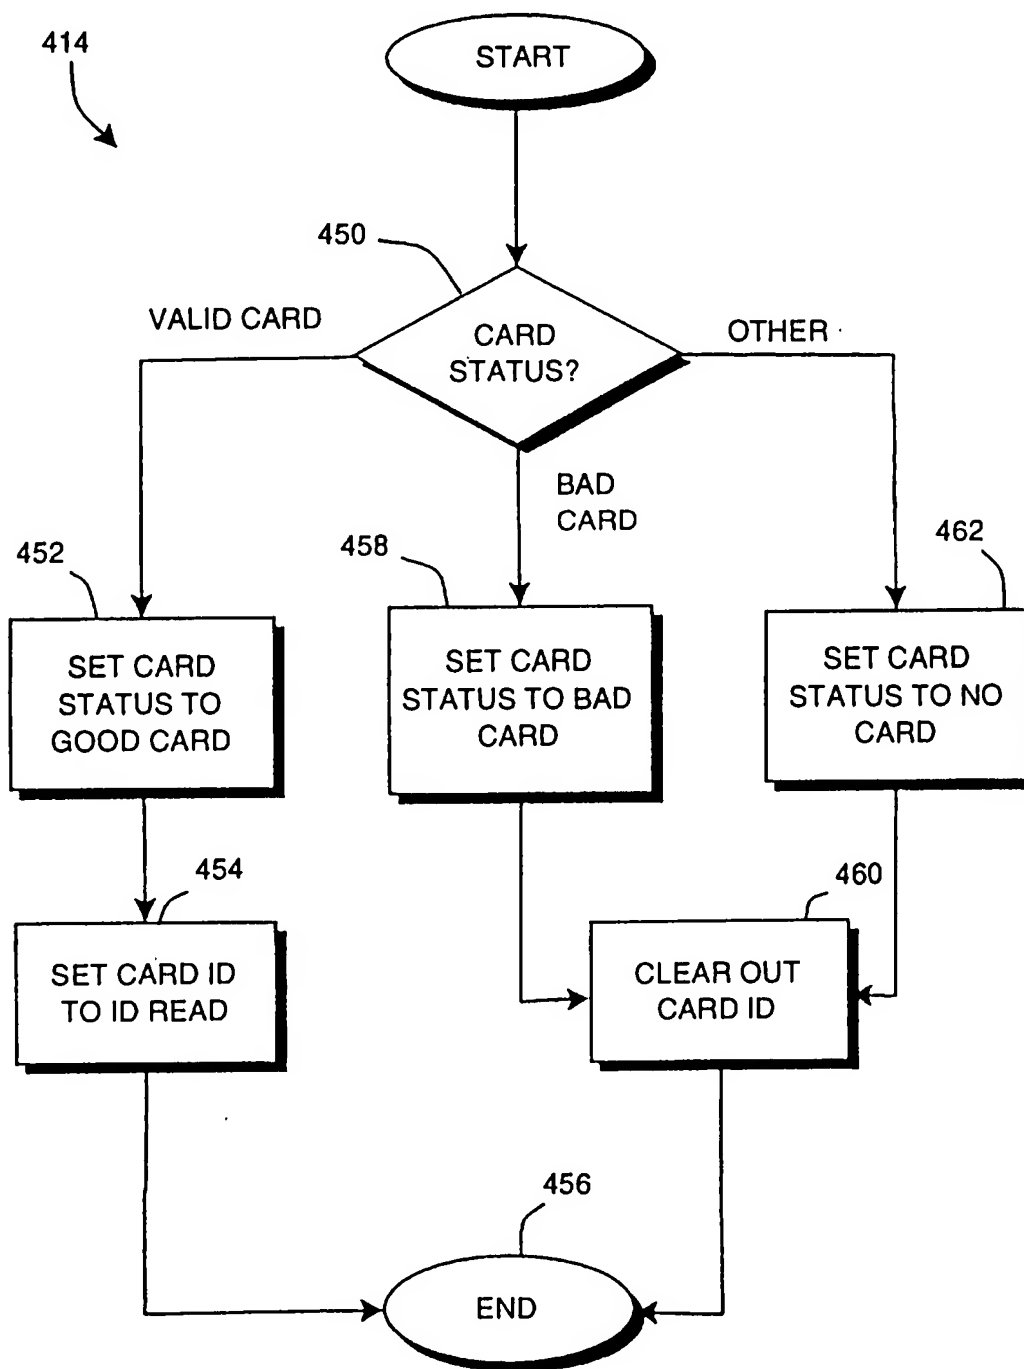 414
START
450
VALID CARD
CARD
STATUS?
OTHER
BAD
CARD
452
SET CARD
STATUS TO
GOOD CARD
458
SET CARD
STATUS TO BAD
CARD
462
SET CARD
STATUS TO NO
CARD
454
SET CARD ID
TO ID READ
460
CLEAR OUT
CARD ID
456
END